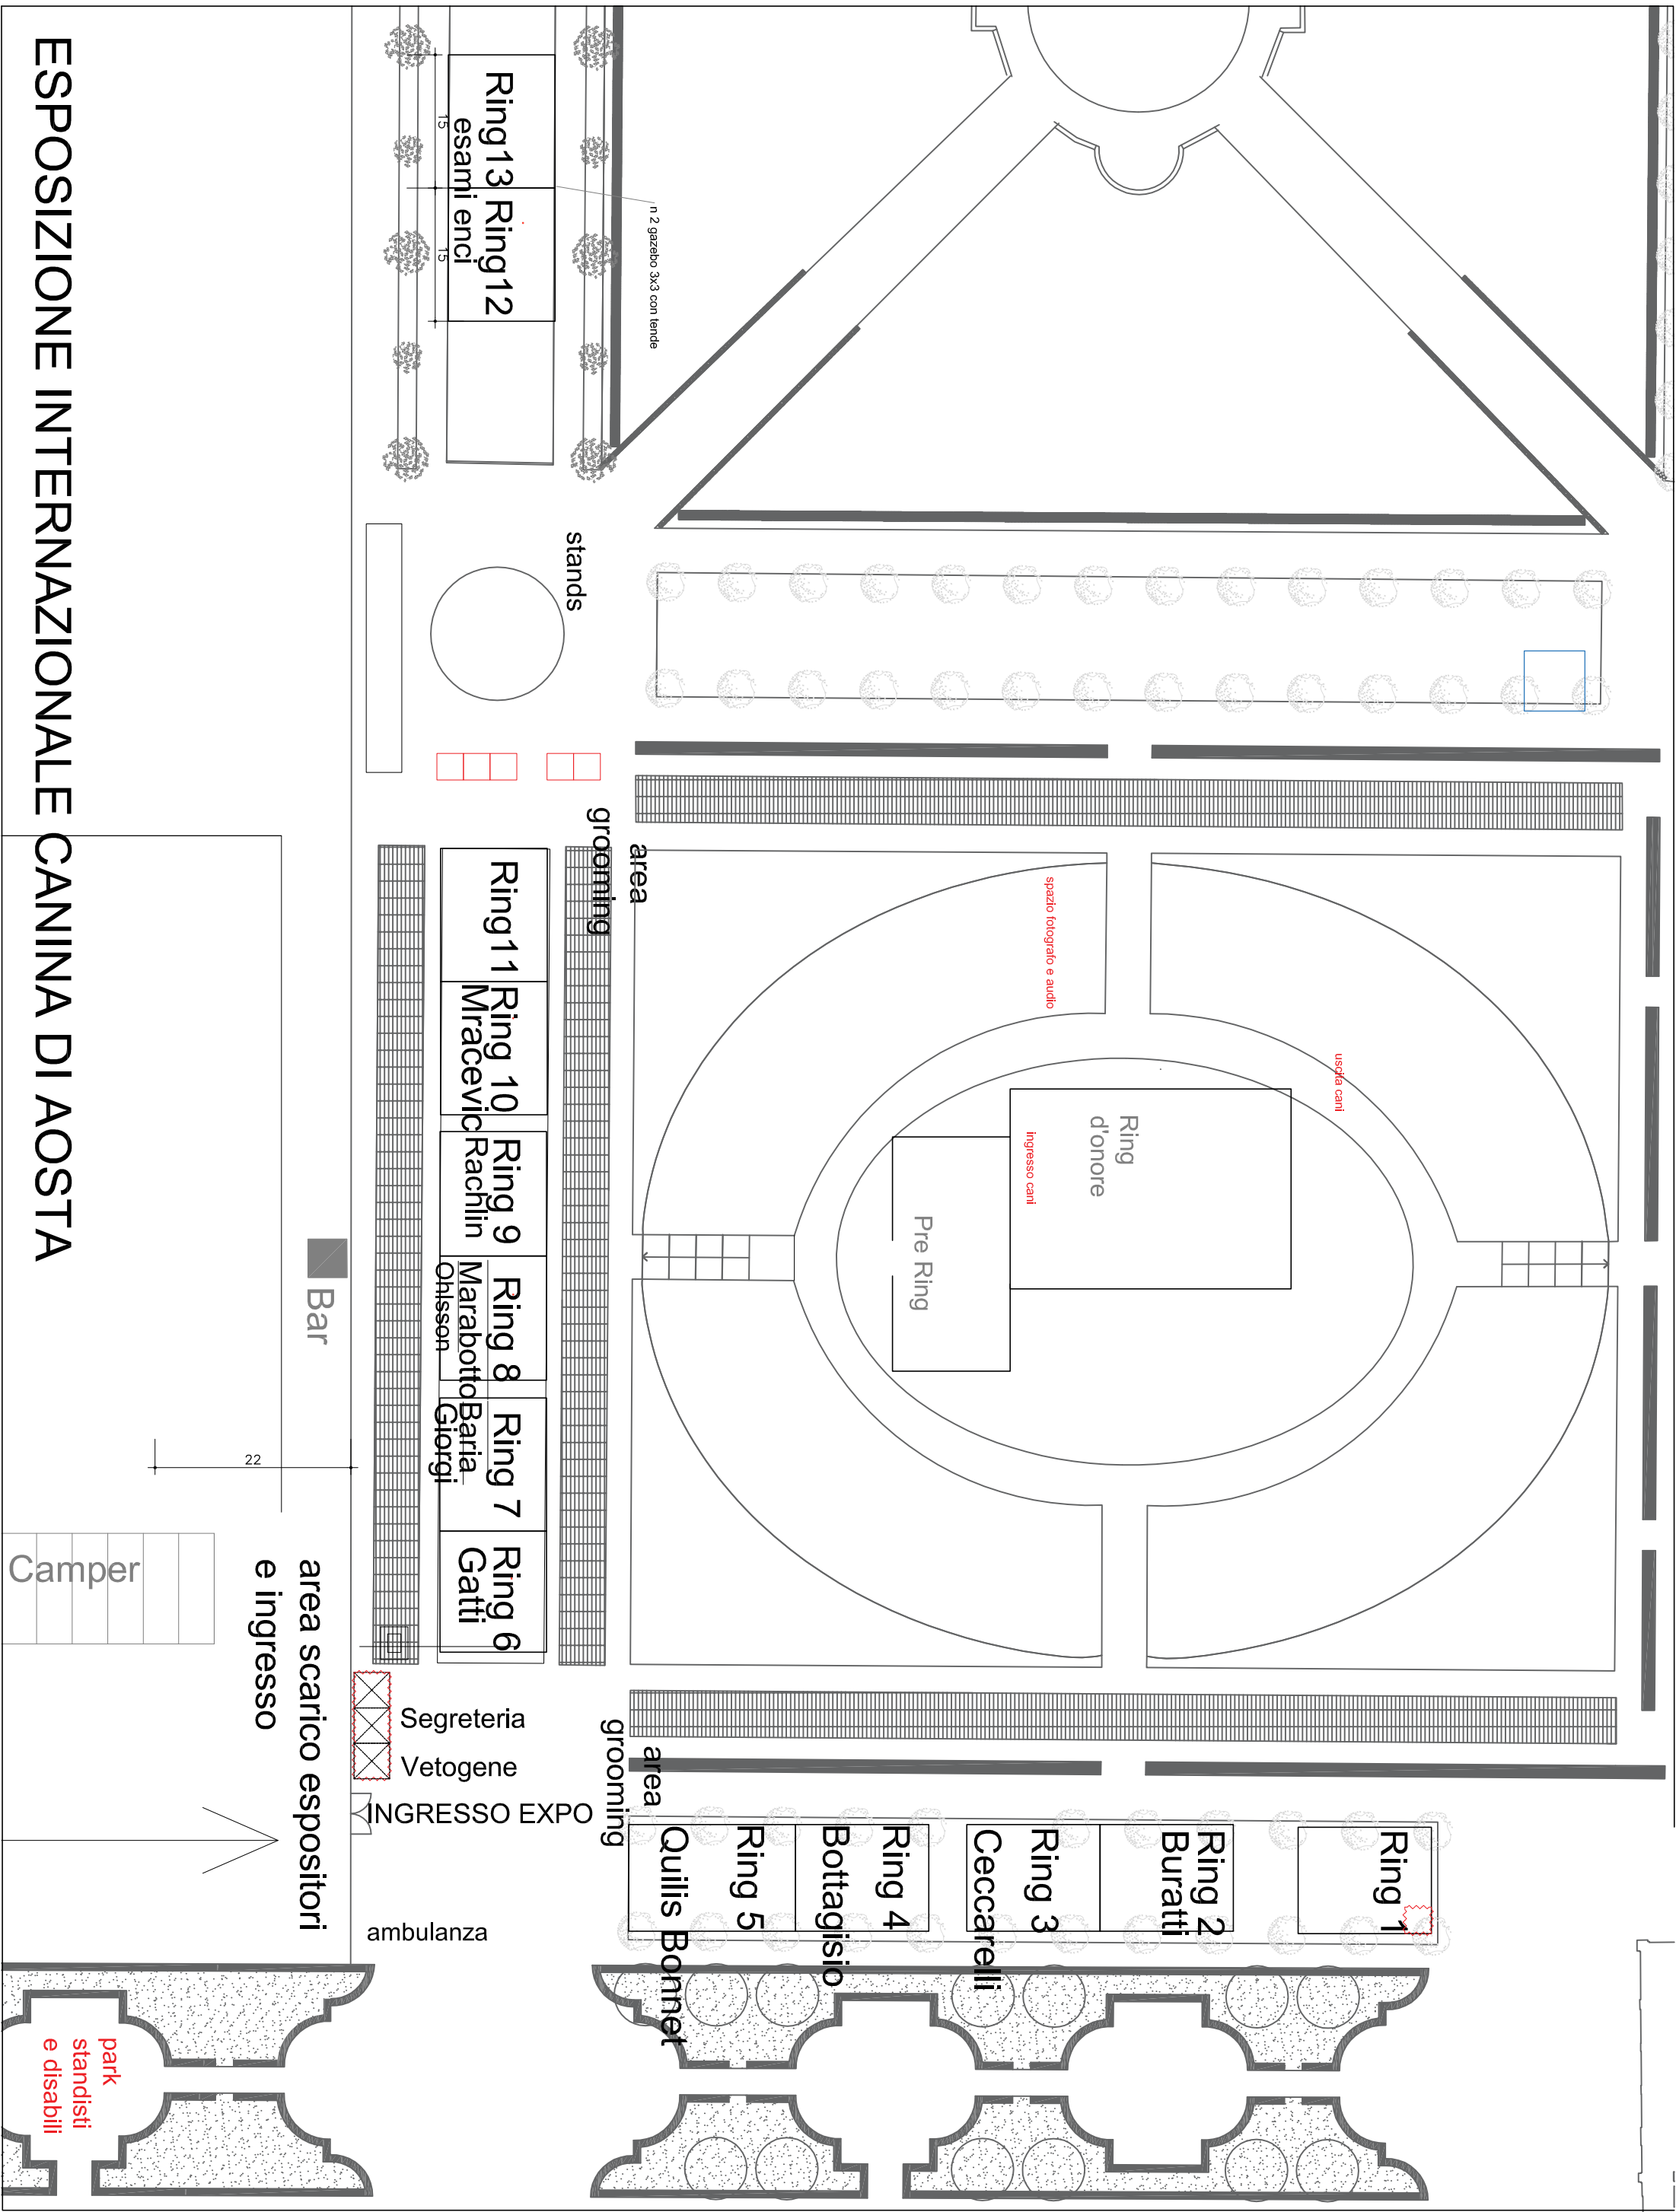 ESPOSIZIONE INTERNAZIONALE CANINA DI AOSTA
Ring13
Ring12
esami enci
15
15
n 2 gazebo 3x3 con tende
stands
area
grooming
Ring11
Ring 10
Mracevic
Ring 9
Rachlin
Ring 8
Marabotto
Ohlsson
Ring 7
Baria
Giorgi
Ring 6
Gatti
spazio fotografo e audio
uscita cani
Ring
d'onore
ingresso cani
Pre Ring
Bar
22
Camper
area scarico espositori
e ingresso
Segreteria
Vetogene
INGRESSO EXPO
ambulanza
area
grooming
Ring 5
Quilis Bonnet
Ring 4
Bottagisio
Ring 3
Ceccarelli
Ring 2
Buratti
Ring 1
park
standisti
e disabili